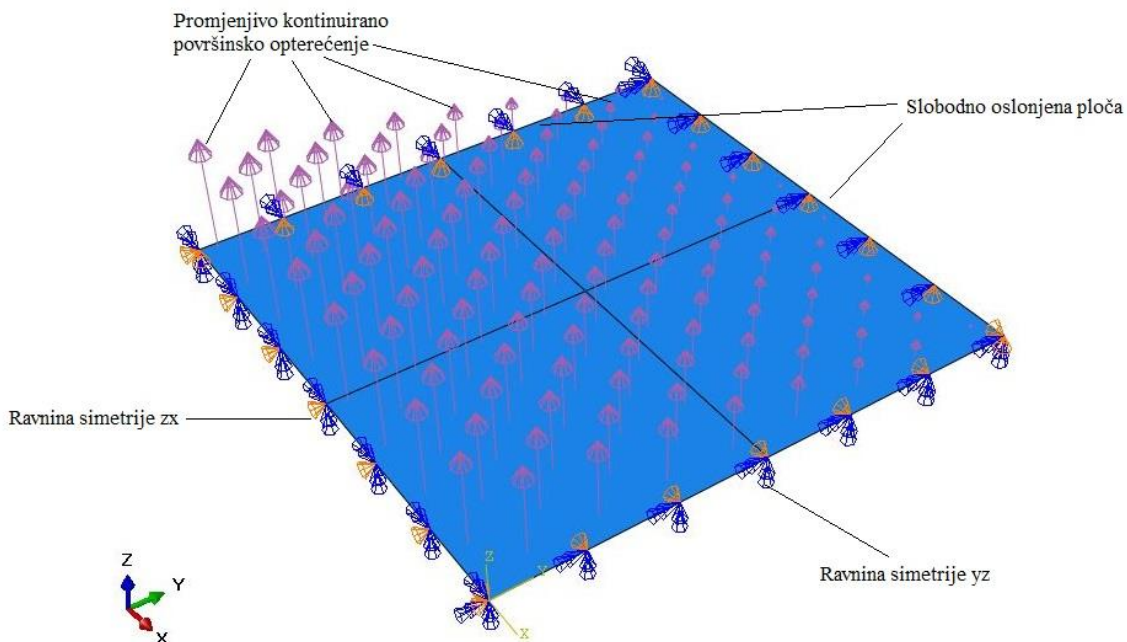 Promjenjivo kontinuirano
površinsko opterećenje
Slobodno oslonjena ploča
Ravnina simetrije zx
Ravnina simetrije yz
Z
Y
X
Z
Y
X